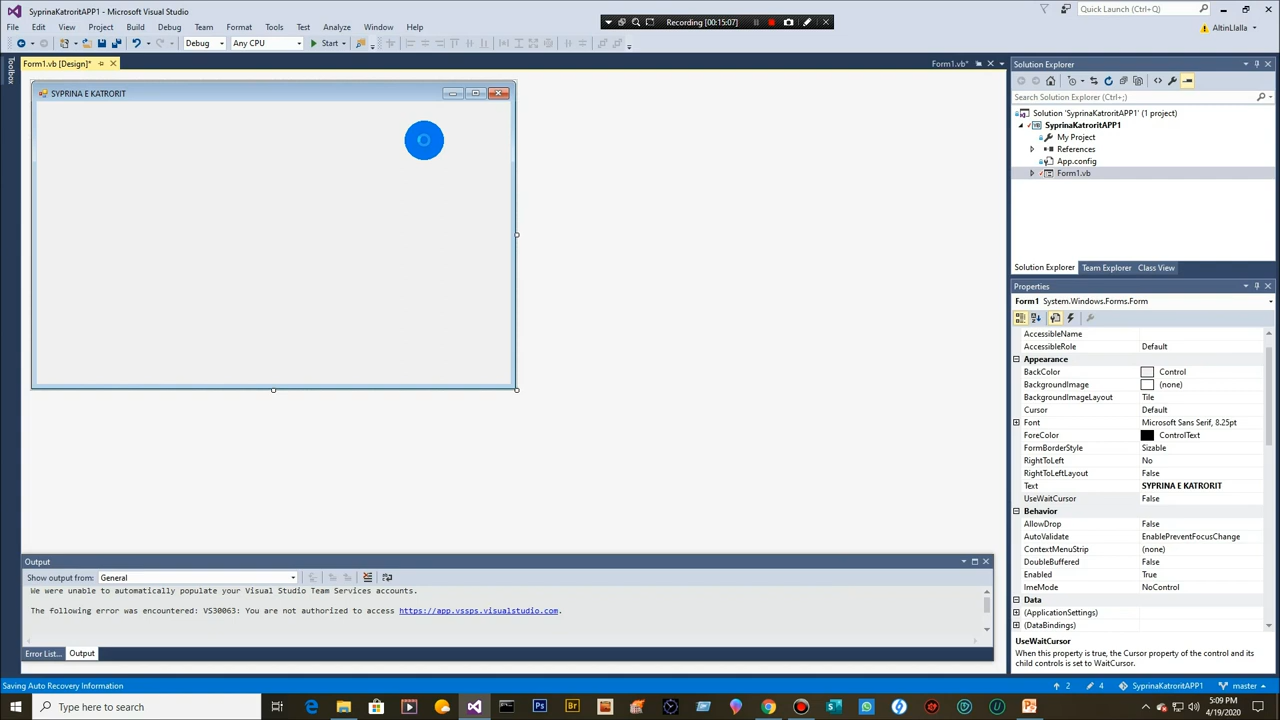 SyprinaKatroritAPP1 - Microsoft Visual Studio
Recording [00:15:07]
Quick Launch (Ctrl+;)
File Edit View Project Build Debug Team Format Tools Test Analyze Window Help
AltinLlalla
Debug Any CPU Start
Toolbox
Form1.vb [Design]*
Form1.vb*
SYPRINA E KATRORIT
Solution Explorer
Search Solution Explorer (Ctrl+;)
Solution 'SyprinaKatroritAPP1' (1 project)
SyprinaKatroritAPP1
My Project
References
App.config
Form1.vb
Solution Explorer Team Explorer Class View
Properties
Form1 System.Windows.Forms.Form
AccessibleName
AccessibleRole Default
Appearance
BackColor Control
BackgroundImage (none)
BackgroundImageLayout Tile
Cursor Default
Font Microsoft Sans Serif, 8.25pt
ForeColor ControlText
FormBorderStyle Sizable
RightToLeft No
RightToLeftLayout False
Text SYPRINA E KATRORIT
UseWaitCursor False
Behavior
AllowDrop False
AutoValidate EnablePreventFocusChange
ContextMenuStrip (none)
DoubleBuffered False
Enabled True
ImeMode NoControl
Data
(ApplicationSettings)
(DataBindings)
UseWaitCursor
When this property is true, the Cursor property of the control and its
child controls is set to WaitCursor.
Output
Show output from: General
We were unable to automatically populate your Visual Studio Team Services accounts.
The following error was encountered: VS30063: You are not authorized to access https://app.vssps.visualstudio.com.
Error List... Output
Saving Auto Recovery Information
2 4 SyprinaKatroritAPP1 master
Type here to search
5:09 PM
4/19/2020